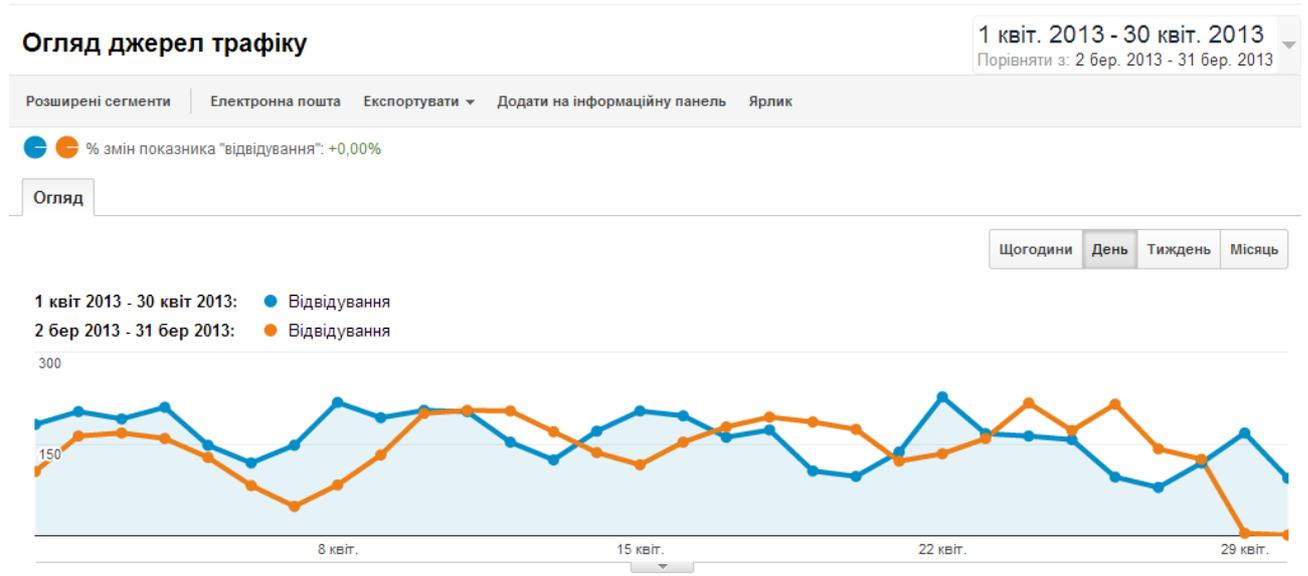 Огляд джерел трафіку
1 квіт. 2013 - 30 квіт. 2013
Порівняти з: 2 бер. 2013 - 31 бер. 2013
Розширені сегменти Електронна пошта Експортувати Додати на інформаційну панель Ярлик
% змін показника "відвідування": +0,00%
Огляд
Щогодини День Тиждень Місяць
1 квіт 2013 - 30 квіт 2013: Відвідування
2 бер 2013 - 31 бер 2013: Відвідування
300
150
8 квіт. 15 квіт. 22 квіт. 29 квіт.